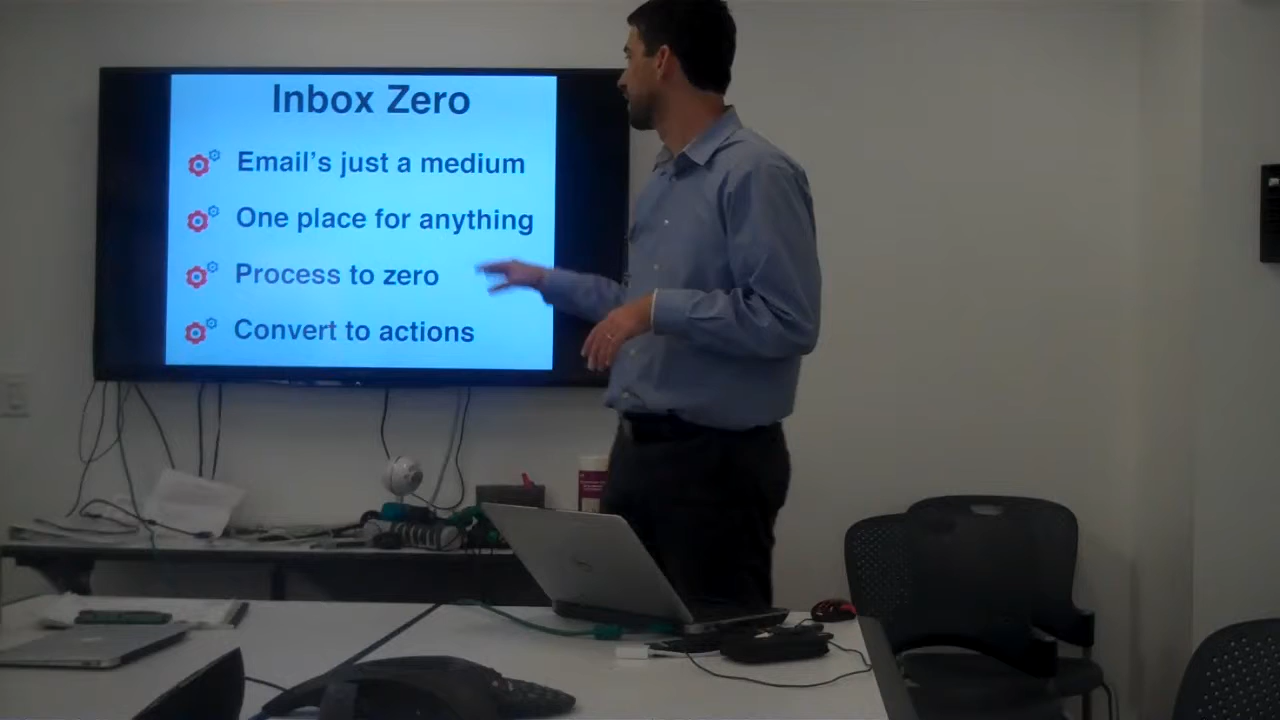 Inbox Zero
Email's just a medium
One place for anything
Process to zero
Convert to actions